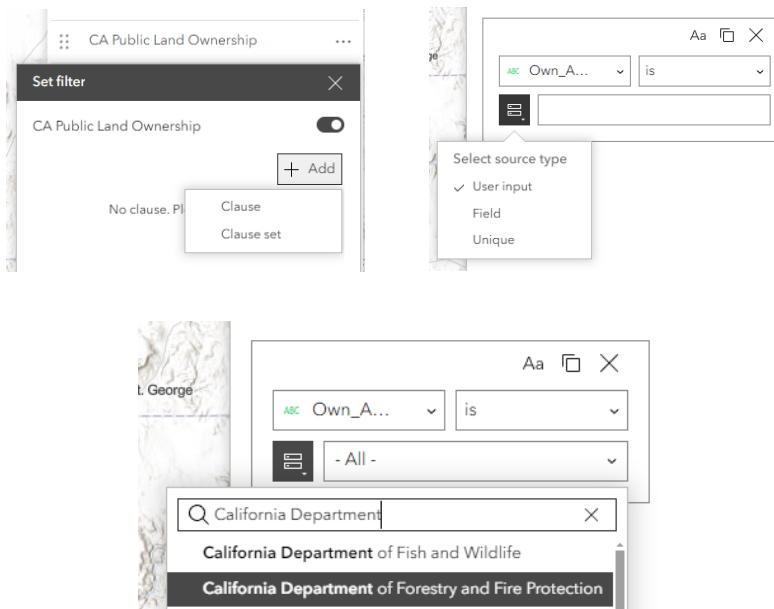 CA Public Land Ownership
Set filter
CA Public Land Ownership
Add
No clause. Pl
Clause
Clause set
Aa
ABC Own_A... is
Select source type
User input
Field
Unique
t. George
Aa
ABC Own_A... is
- All -
California Department
California Department of Fish and Wildlife
California Department of Forestry and Fire Protection